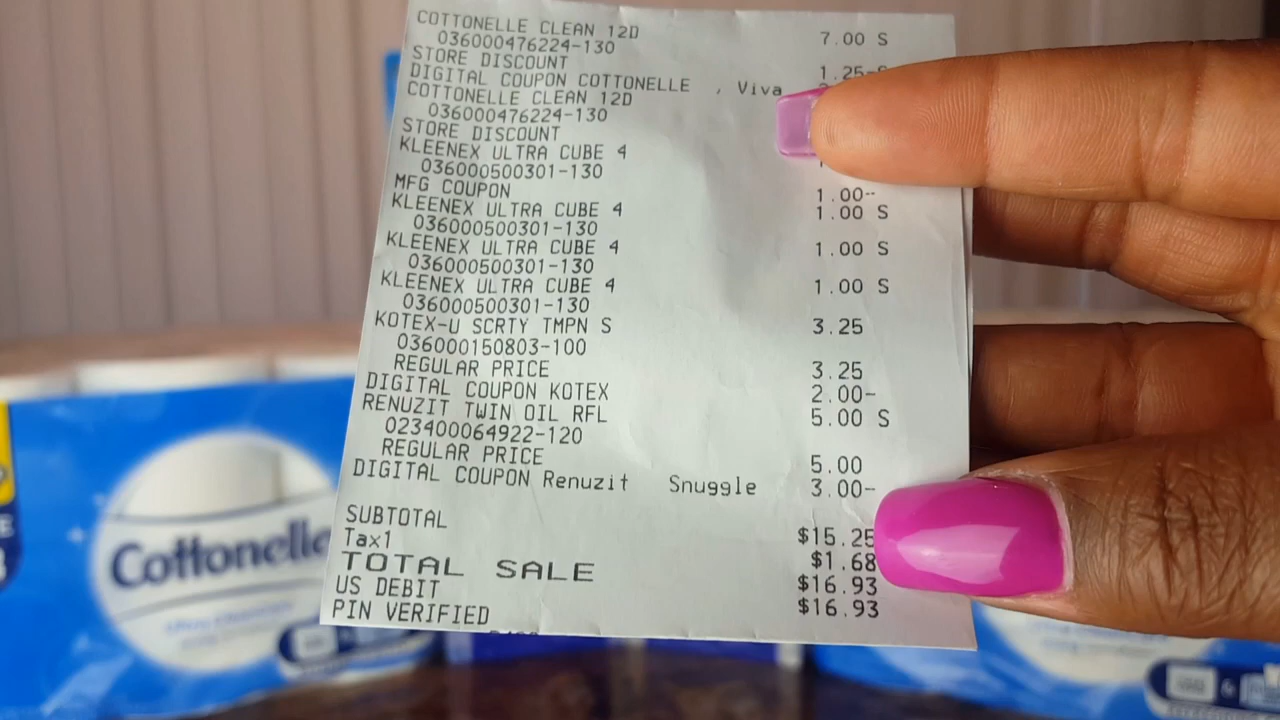 COTTONELLE CLEAN 12D 7.00 S
036000476224-130
STORE DISCOUNT 1.25-S
DIGITAL COUPON COTTONELLE , Viva
COTTONELLE CLEAN 12D
036000476224-130
STORE DISCOUNT
KLEENEX ULTRA CUBE 4
036000500301-130
MFG COUPON 1.00-
KLEENEX ULTRA CUBE 4 1.00 S
036000500301-130
KLEENEX ULTRA CUBE 4 1.00 S
036000500301-130
KLEENEX ULTRA CUBE 4 1.00 S
036000500301-130
KOTEX-U SCRTY TMPN S 3.25
036000150803-100
REGULAR PRICE 3.25
DIGITAL COUPON KOTEX 2.00-
RENUZIT TWIN OIL RFL 5.00 S
023400064922-120
REGULAR PRICE 5.00
DIGITAL COUPON Renuzit Snuggle 3.00-
SUBTOTAL $15.25
Tax1 $1.68
TOTAL SALE $16.93
US DEBIT $16.93
PIN VERIFIED
Cottonelle